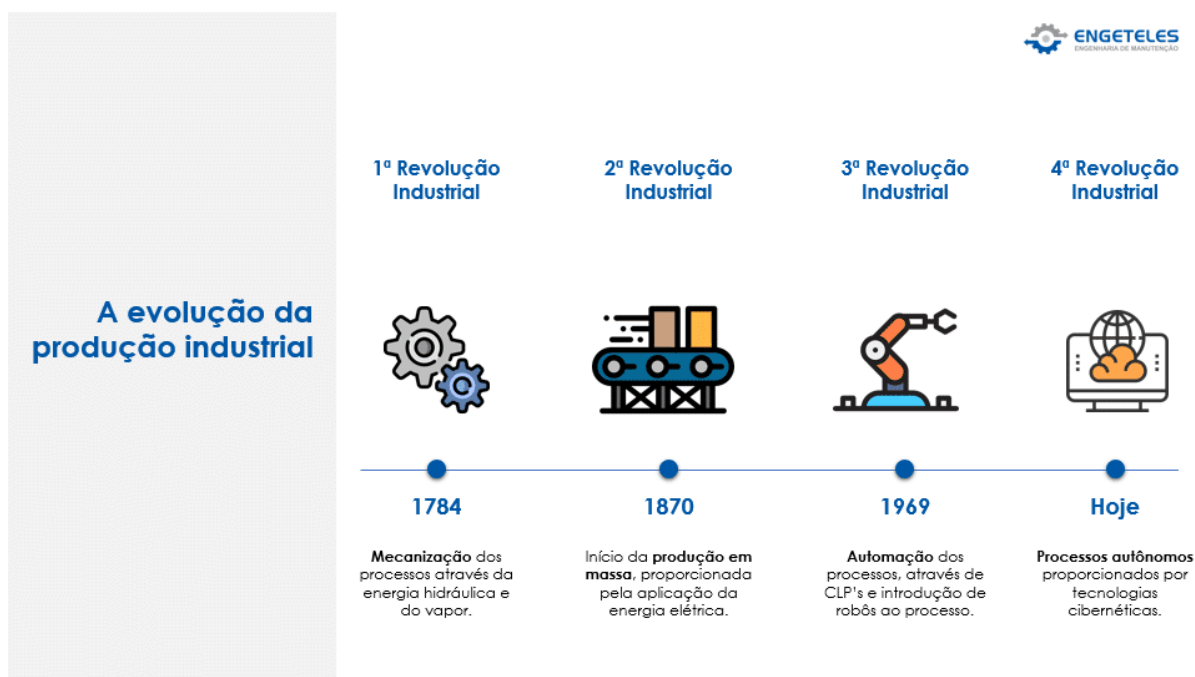 ENGETELES
ENGENHARIA DE MANUTENÇÃO
A evolução da
produção industrial
1ª Revolução
Industrial
2ª Revolução
Industrial
3ª Revolução
Industrial
4ª Revolução
Industrial
1784
1870
1969
Hoje
Mecanização dos
processos através da
energia hidráulica e
do vapor.
Início da produção em
massa, proporcionada
pela aplicação da
energia elétrica.
Automação dos
processos, através de
CLP's e introdução de
robôs ao processo.
Processos autônomos
proporcionados por
tecnologias
cibernéticas.